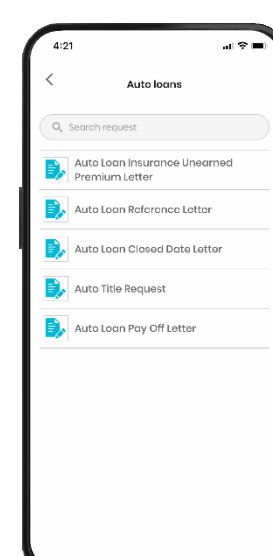 4:21
Auto loans
Search request
Auto Loan Insurance Unearned
Premium Letter
Auto Loan Reference Letter
Auto Loan Closed Date Letter
Auto Title Request
Auto Loan Pay Off Letter